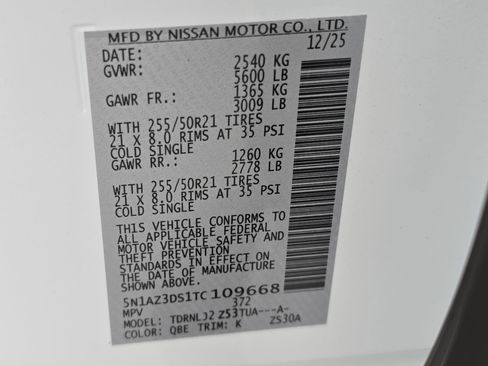 MFD BY NISSAN MOTOR CO., LTD.
DATE: 12/25
GVWR: 2540 KG
5600 LB
GAWR FR.: 1365 KG
3009 LB
WITH 255/50R21 TIRES
21 X 8.0 RIMS AT 35 PSI
COLD SINGLE
GAWR RR.: 1260 KG
2778 LB
WITH 255/50R21 TIRES
21 X 8.0 RIMS AT 35 PSI
COLD SINGLE
THIS VEHICLE CONFORMS TO
ALL APPLICABLE FEDERAL
MOTOR VEHICLE SAFETY AND
THEFT PREVENTION
STANDARDS IN EFFECT ON
THE DATE OF MANUFACTURE
SHOWN ABOVE.
5N1AZ3DS1TC109668
MPV 372
MODEL: TDRNLJ2 Z53TUA---A-
COLOR: QBE TRIM: K ZS30A